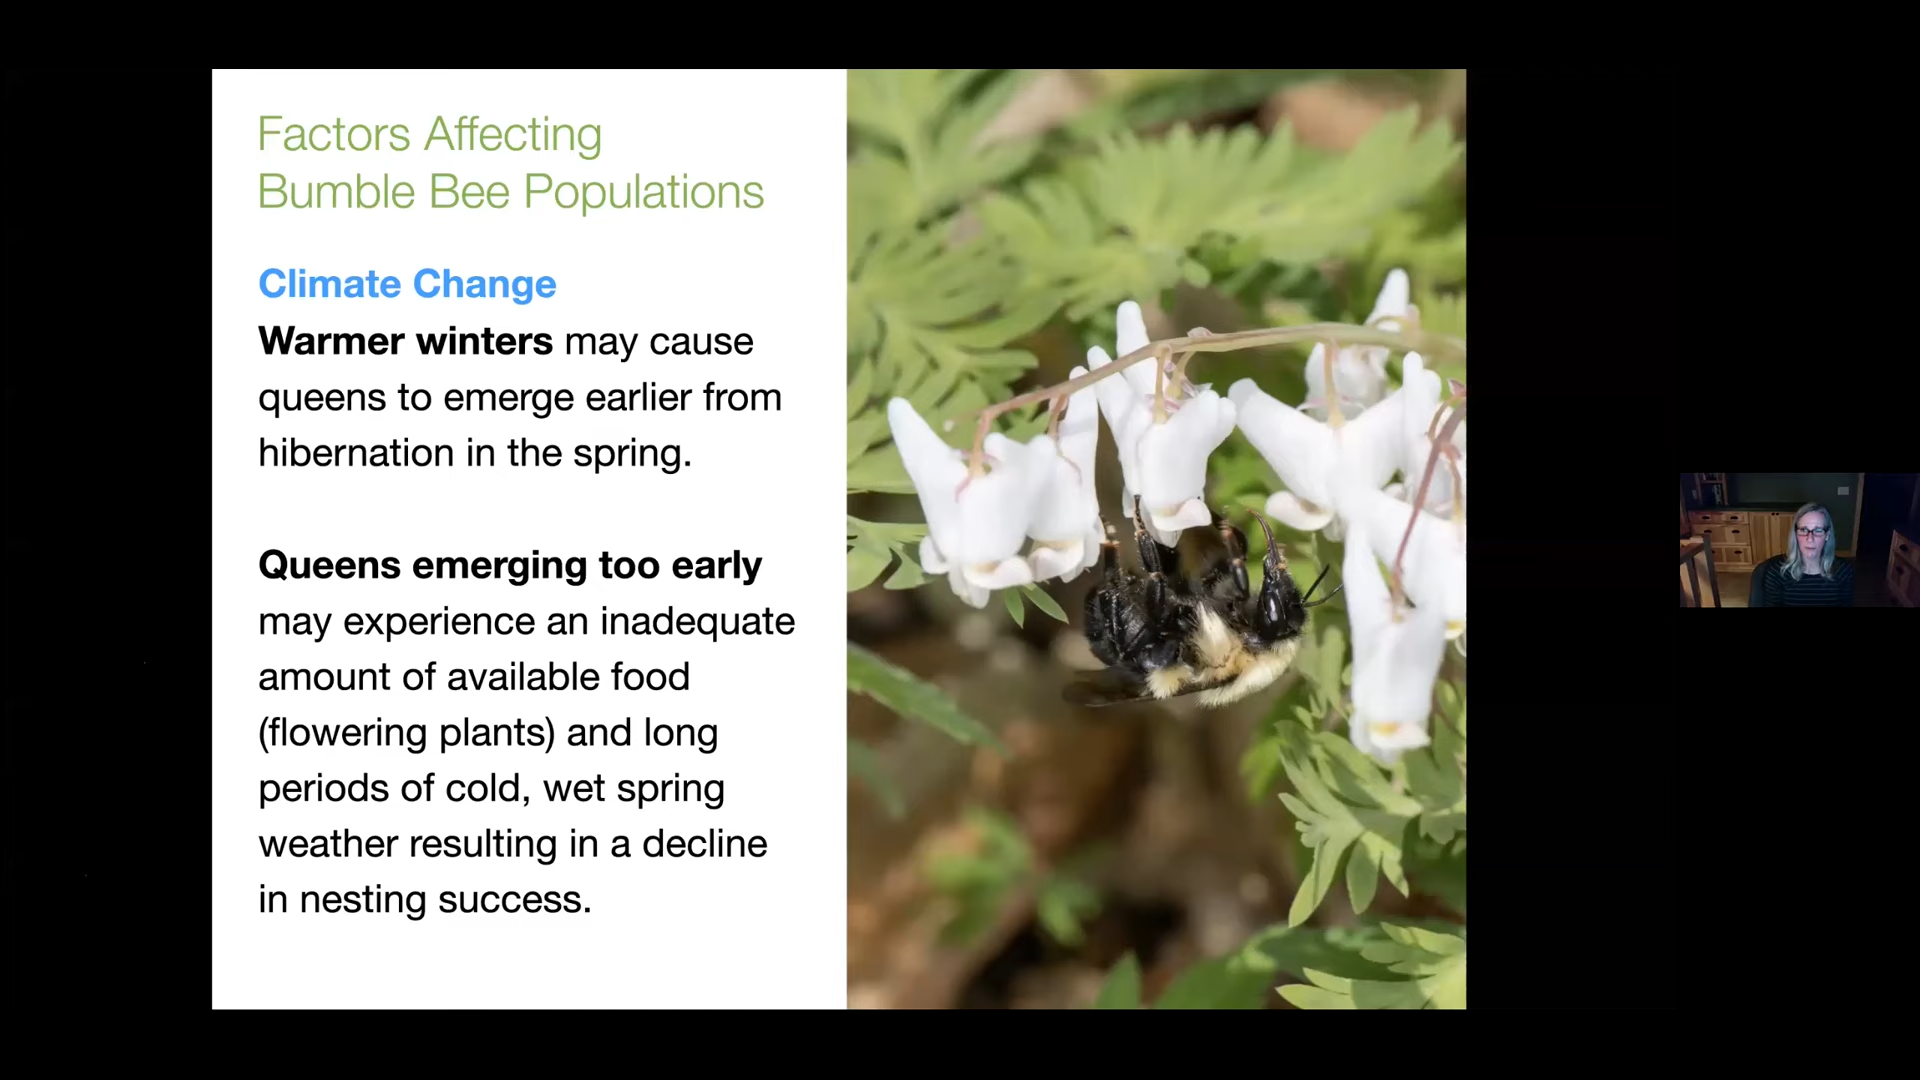 Factors Affecting
Bumble Bee Populations
Climate Change
Warmer winters may cause
queens to emerge earlier from
hibernation in the spring.
Queens emerging too early
may experience an inadequate
amount of available food
(flowering plants) and long
periods of cold, wet spring
weather resulting in a decline
in nesting success.